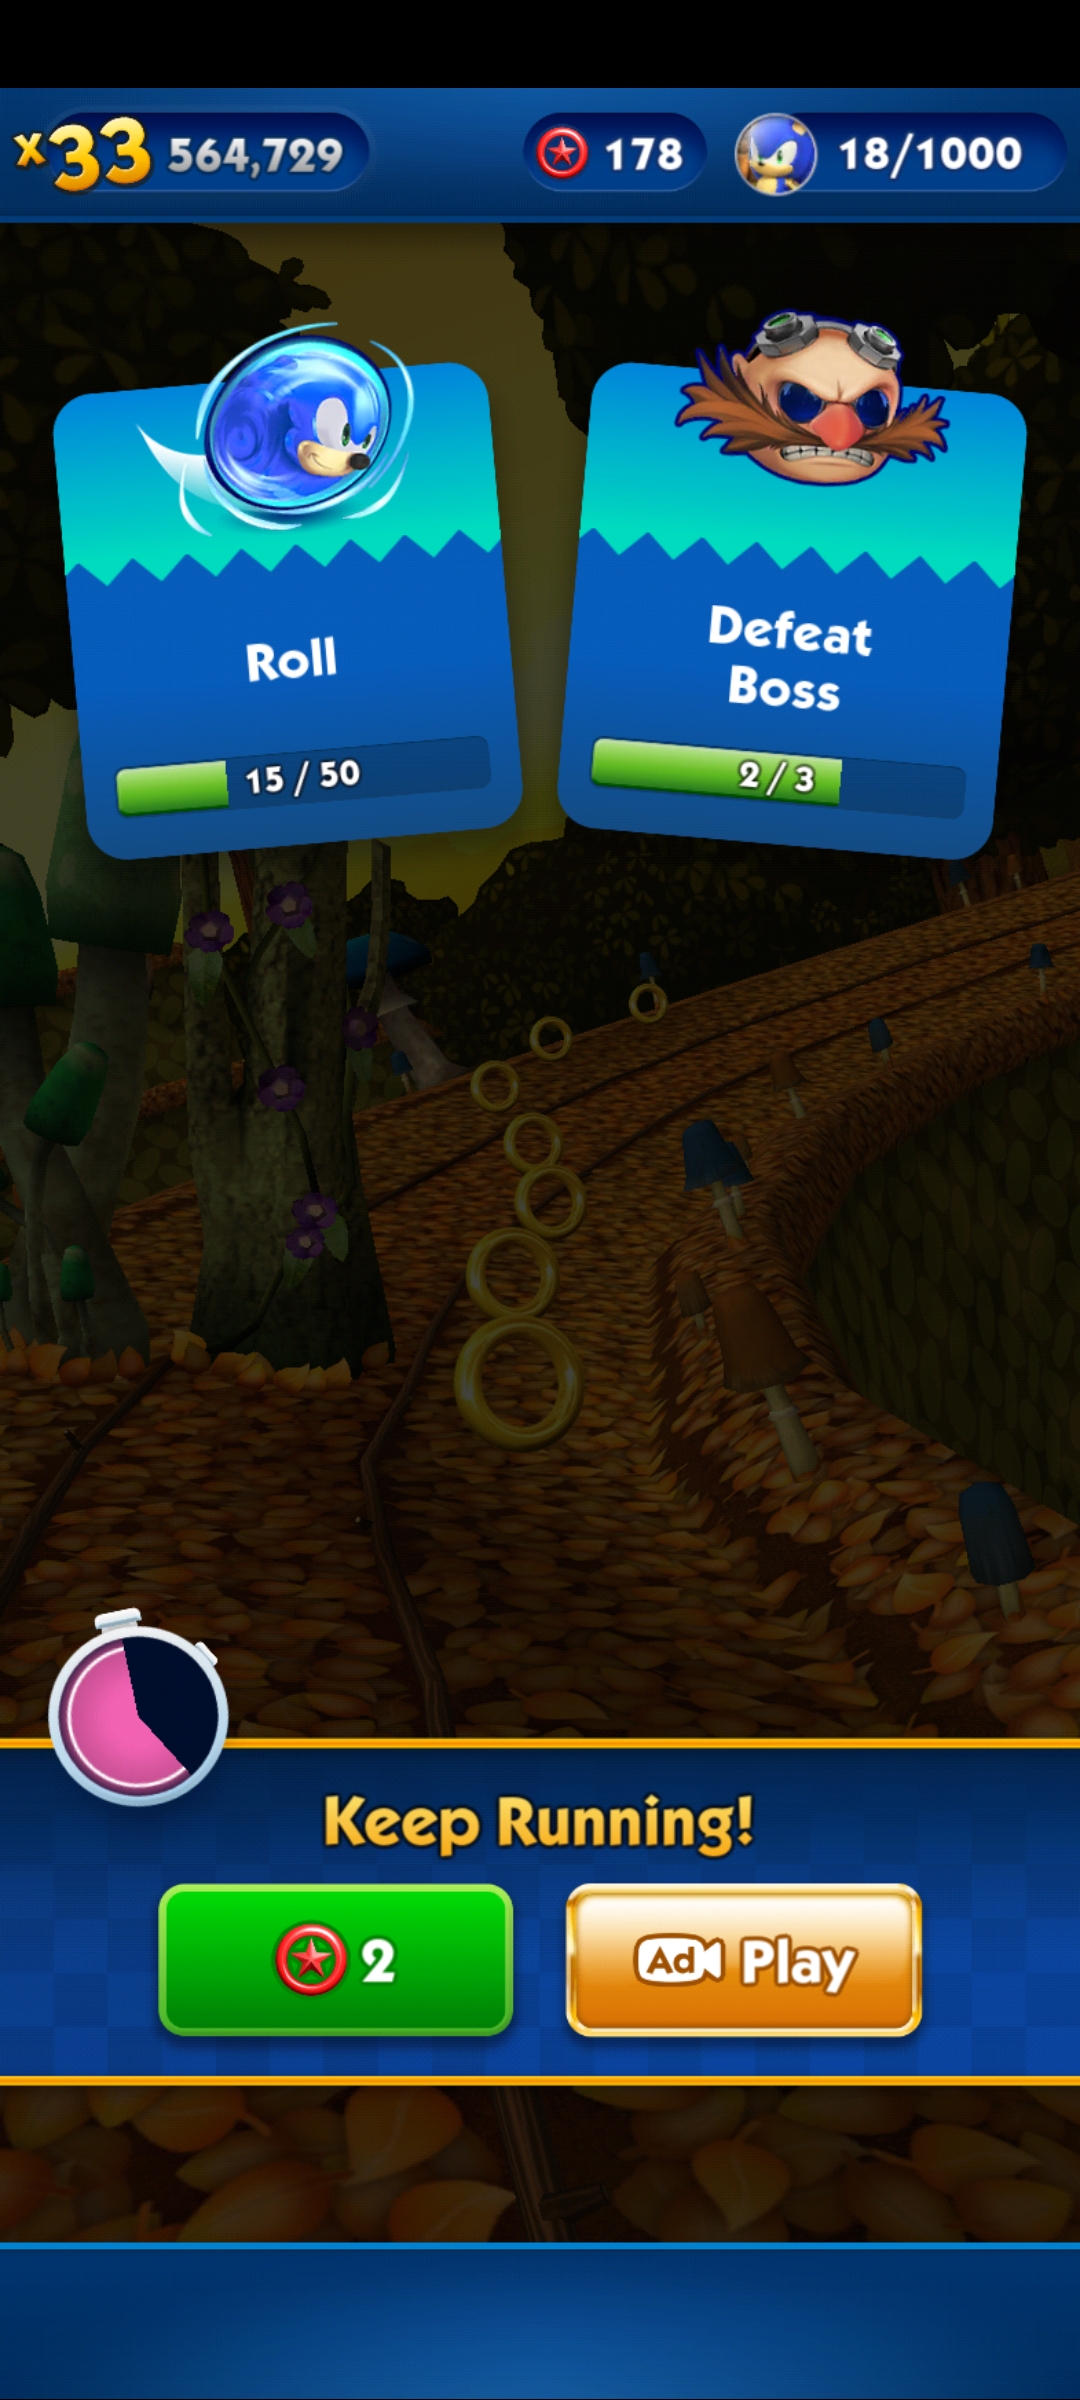 x33 564,729
178
18/1000
Roll
15 / 50
Defeat
Boss
2 / 3
Keep Running!
2
Ad Play